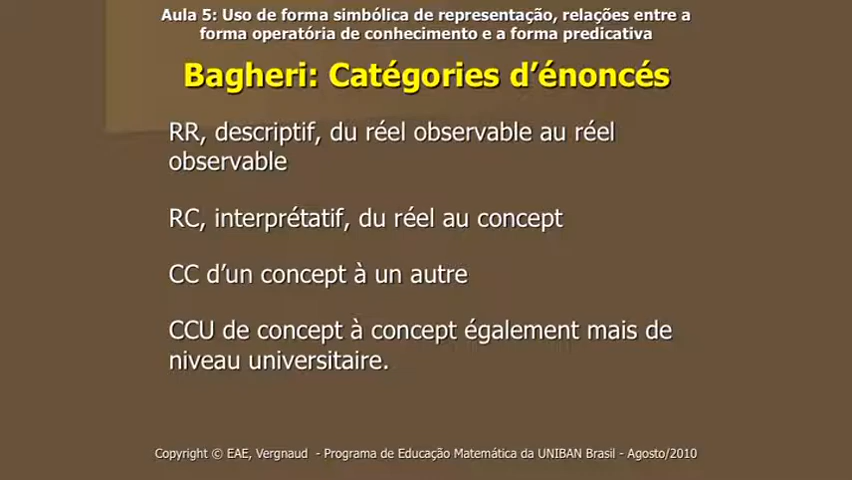 Aula 5: Uso de forma simbólica de representação, relações entre a
forma operatória de conhecimento e a forma predicativa
Bagheri: Catégories d’énoncés
RR, descriptif, du réel observable au réel
observable
RC, interprétatif, du réel au concept
CC d’un concept à un autre
CCU de concept à concept également mais de
niveau universitaire.
Copyright © EAE, Vergnaud - Programa de Educação Matemática da UNIBAN Brasil - Agosto/2010